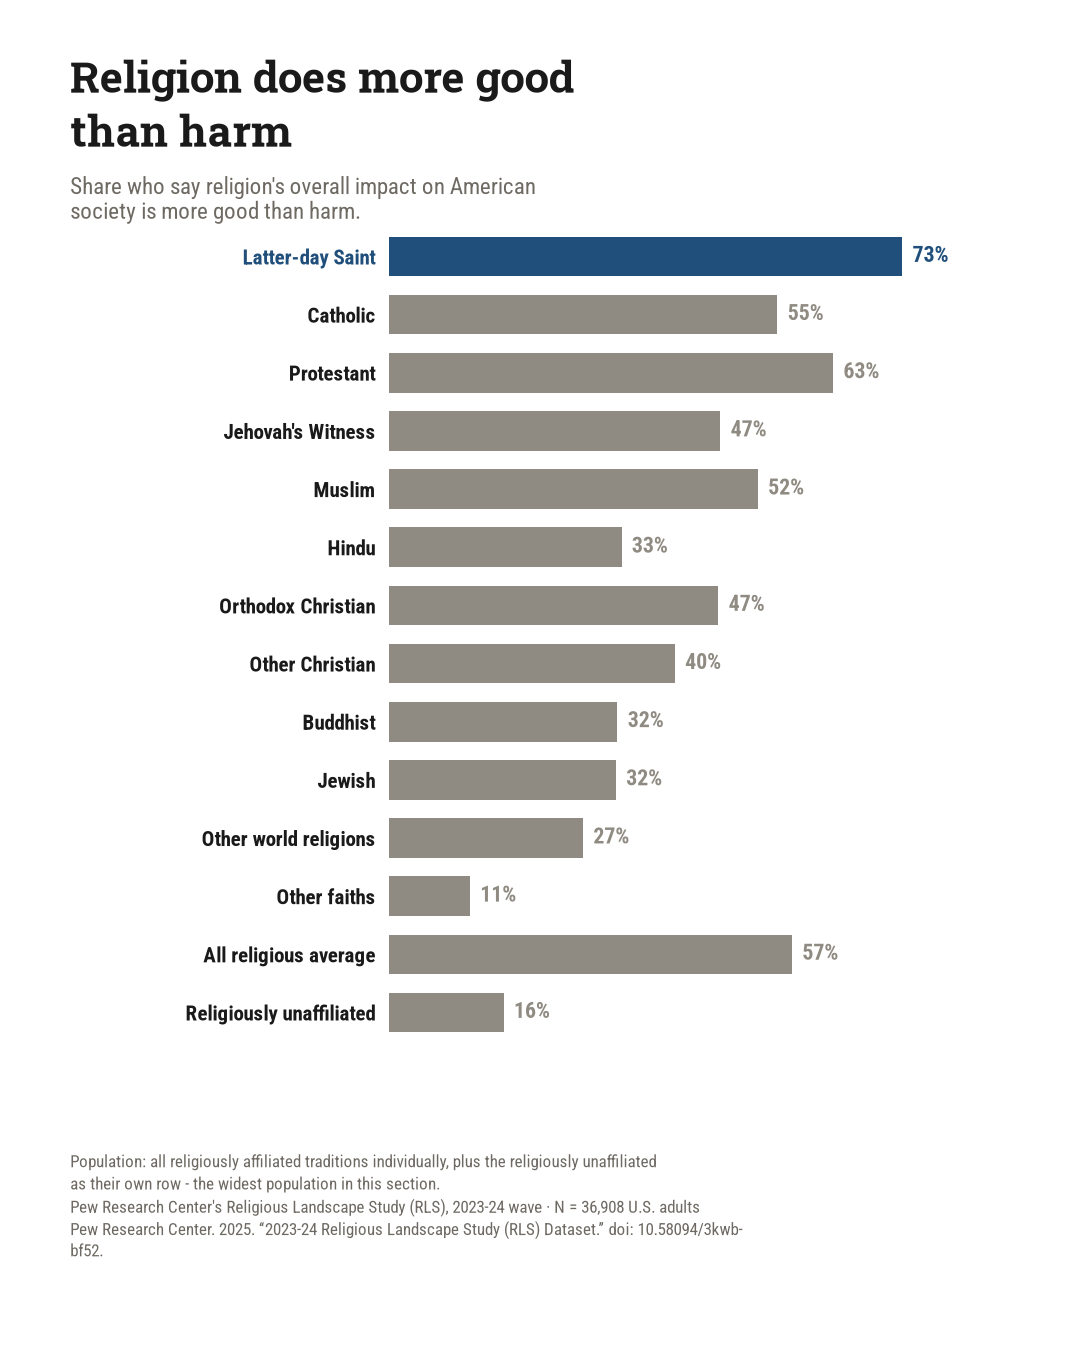 Religion does more good
than harm
Share who say religion's overall impact on American
society is more good than harm.
Latter-day Saint 73%
Catholic 55%
Protestant 63%
Jehovah's Witness 47%
Muslim 52%
Hindu 33%
Orthodox Christian 47%
Other Christian 40%
Buddhist 32%
Jewish 32%
Other world religions 27%
Other faiths 11%
All religious average 57%
Religiously unaffiliated 16%
Population: all religiously affiliated traditions individually, plus the religiously unaffiliated
as their own row - the widest population in this section.
Pew Research Center's Religious Landscape Study (RLS), 2023-24 wave · N = 36,908 U.S. adults
Pew Research Center. 2025. “2023-24 Religious Landscape Study (RLS) Dataset.” doi: 10.58094/3kwb-
bf52.